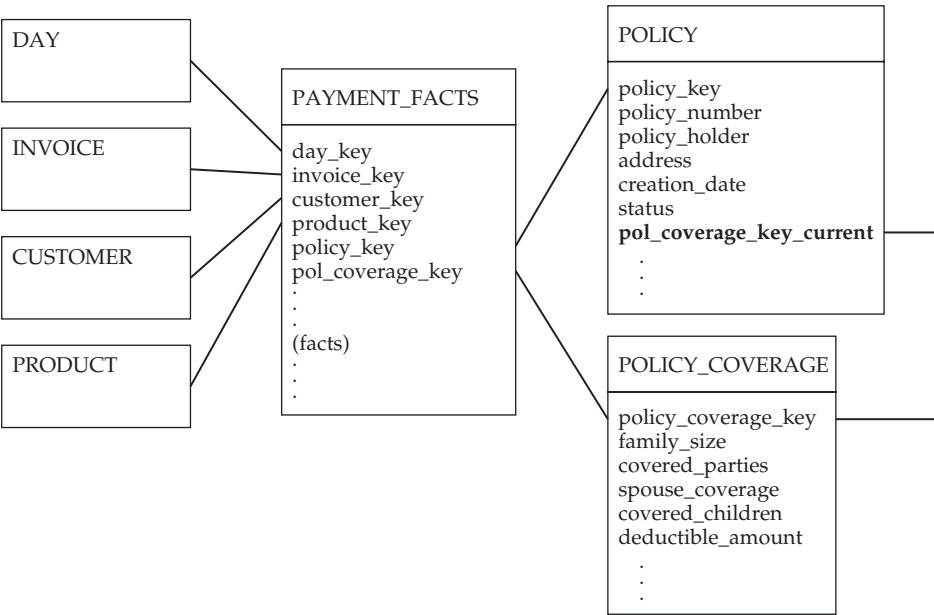 DAY
INVOICE
CUSTOMER
PRODUCT
PAYMENT_FACTS
day_key
invoice_key
customer_key
product_key
policy_key
pol_coverage_key
.
.
.
(facts)
.
.
.
POLICY
policy_key
policy_number
policy_holder
address
creation_date
status
pol_coverage_key_current
.
.
.
POLICY_COVERAGE
policy_coverage_key
family_size
covered_parties
spouse_coverage
covered_children
deductible_amount
.
.
.